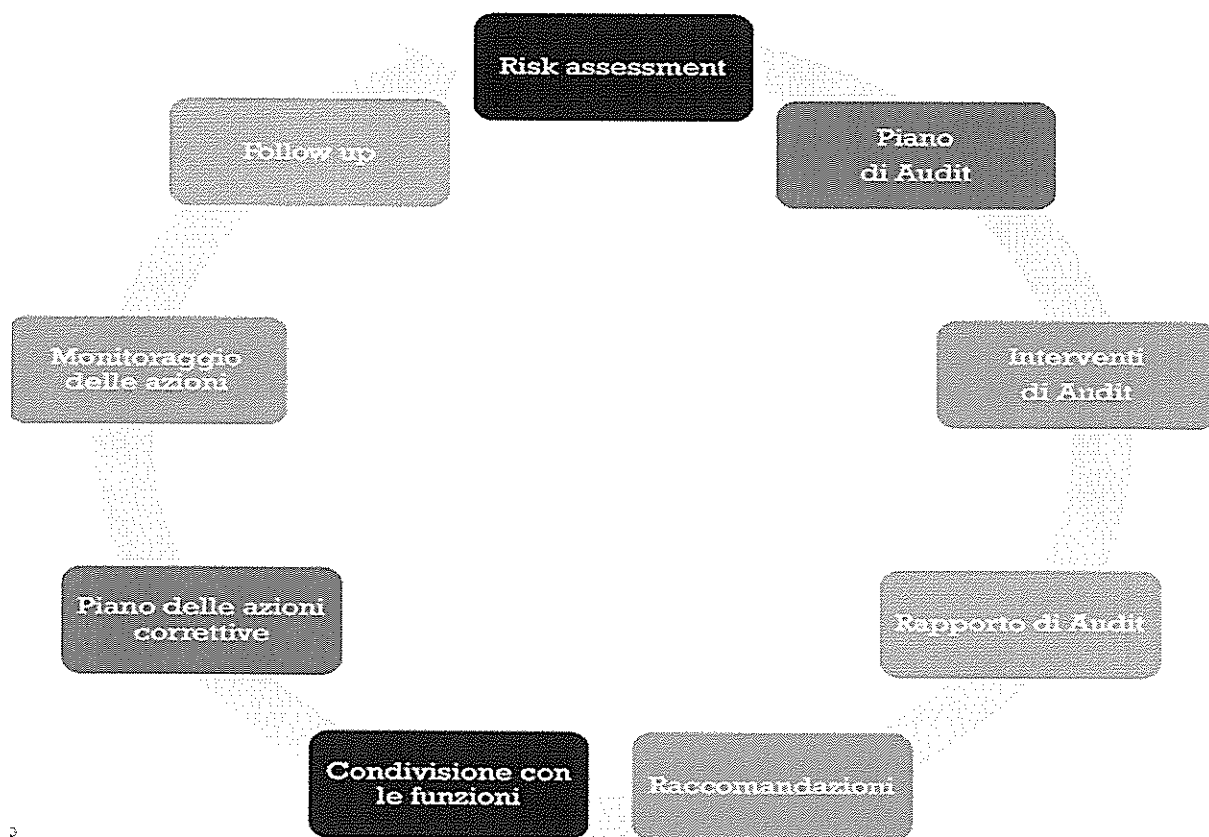 Risk assessment
Piano
di Audit
Interventi
di Audit
Rapporto di Audit
Raccomandazioni
Condivisione con
le funzioni
Piano delle azioni
correttive
Monitoraggio
delle azioni
Follow up